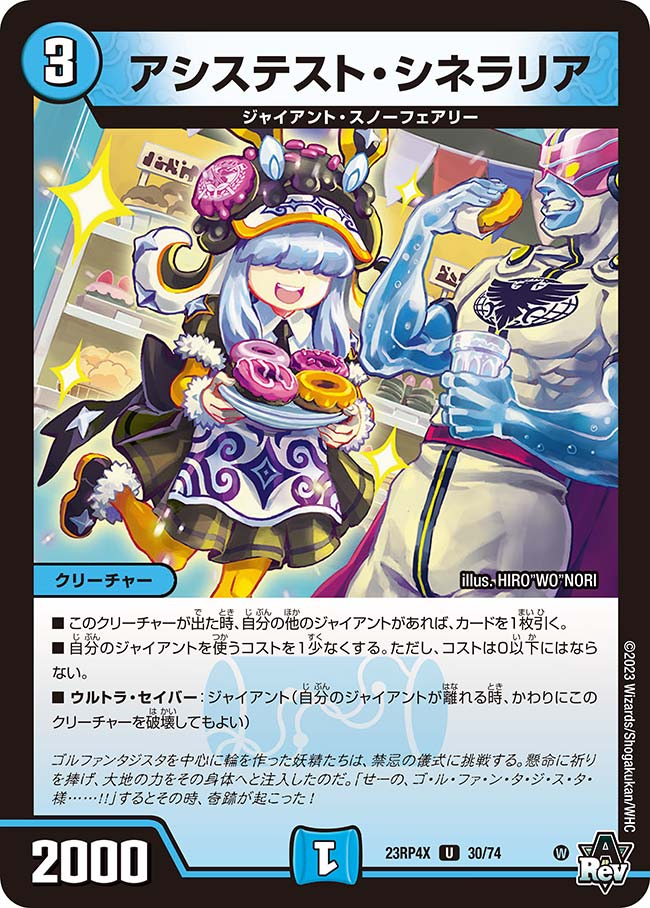 3
アシステスト・シネラリア
ジャイアント・スノーフェアリー
クリーチャー
illus. HIRO"WO"NORI
■ このクリーチャーが出た時、自分の他のジャイアントがあれば、カードを1枚引く。
■ 自分のジャイアントを使うコストを1少なくする。ただし、コストは0以下にはなら
ない。
■ ウルトラ・セイバー:ジャイアント(自分のジャイアントが離れる時、かわりにこの
クリーチャーを破壊してもよい)
ゴルファンタジスタを中心に輪を作った妖精たちは、禁忌の儀式に挑戦する。懸命に祈り
を捧げ、大地の力をその身体へと注入したのだ。「せーの、ゴ・ル・ファ・ン・タ・ジ・ス・タ・
様……!!」するとその時、奇跡が起こった!
©2023 Wizards/Shogakukan/WHC
2000
1
23RP4X U 30/74
W
A
Rev